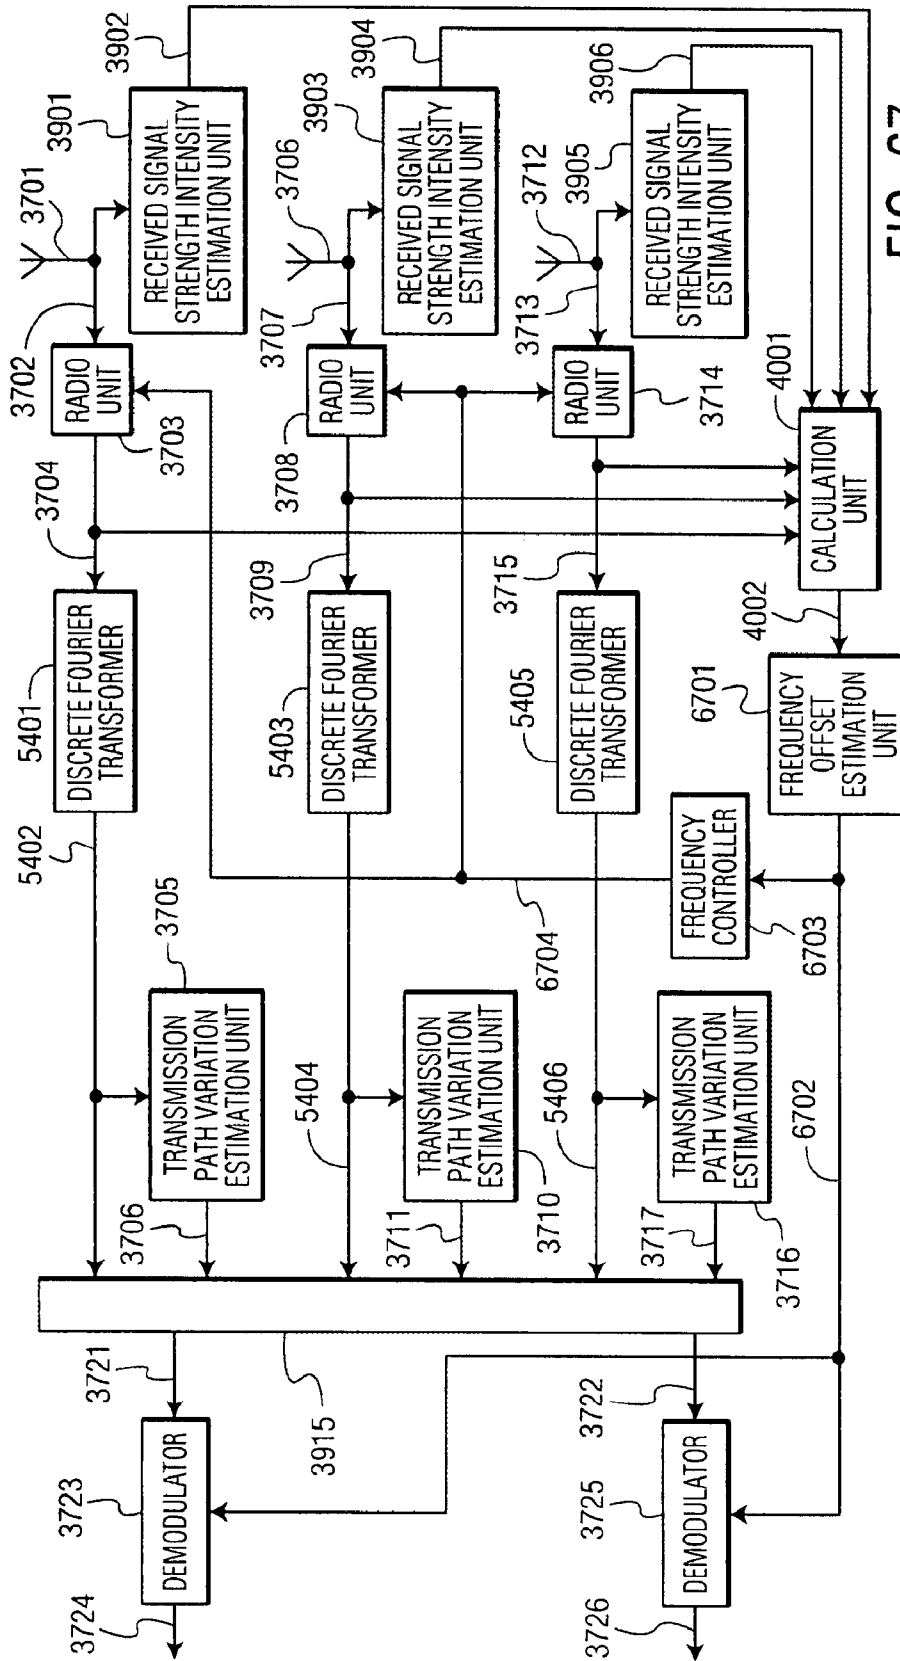 3724
3723
DEMODULATOR
3721
3915
3726
3725
DEMODULATOR
3722
3706
3705
TRANSMISSION
PATH VARIATION
ESTIMATION UNIT
5402
5401
DISCRETE FOURIER
TRANSFORMER
3704
3703
RADIO
UNIT
3702
3701
3901
RECEIVED SIGNAL
STRENGTH INTENSITY
ESTIMATION UNIT
3902
3711
3710
TRANSMISSION
PATH VARIATION
ESTIMATION UNIT
5404
5403
DISCRETE FOURIER
TRANSFORMER
3709
3708
RADIO
UNIT
3707
3706
3903
RECEIVED SIGNAL
STRENGTH INTENSITY
ESTIMATION UNIT
3904
3717
3716
TRANSMISSION
PATH VARIATION
ESTIMATION UNIT
5406
6704
5405
DISCRETE FOURIER
TRANSFORMER
3715
3714
RADIO
UNIT
3713
3712
3905
RECEIVED SIGNAL
STRENGTH INTENSITY
ESTIMATION UNIT
3906
6702
6703
FREQUENCY
CONTROLLER
6701
FREQUENCY
OFFSET
ESTIMATION
UNIT
4002
4001
CALCULATION
UNIT
FIG. 67